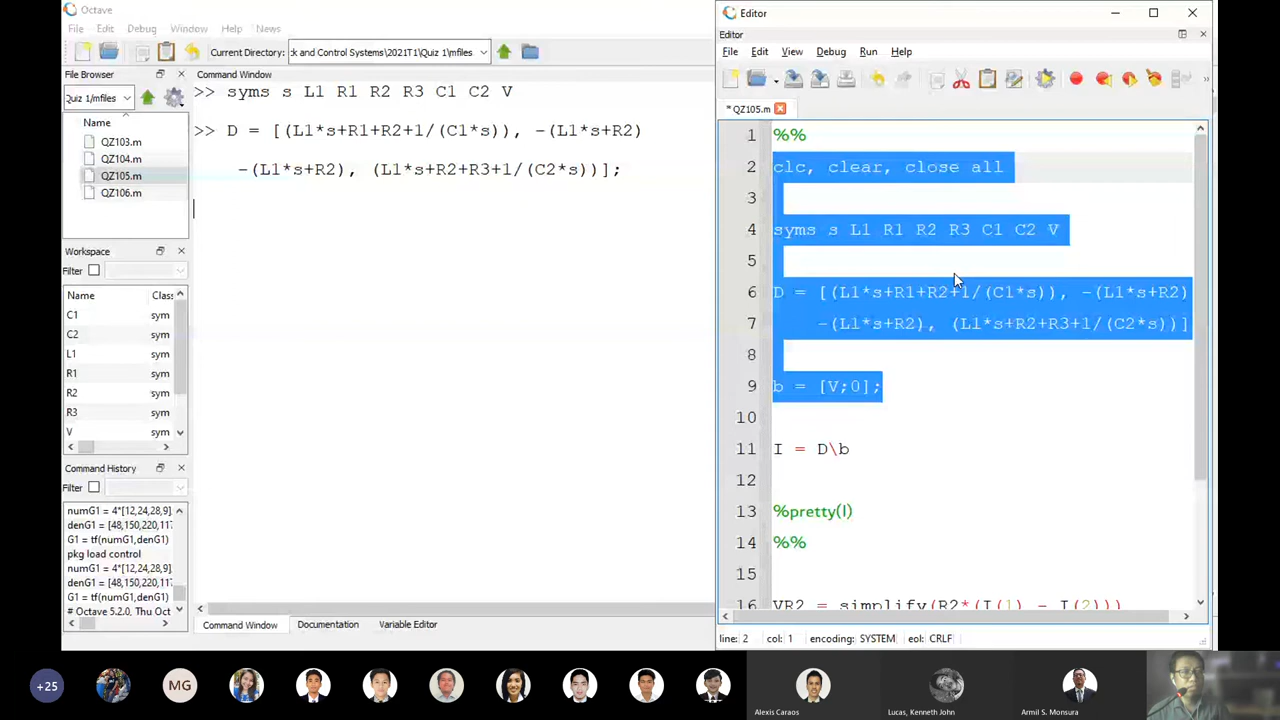 Octave
File Edit Debug Window Help News
Current Directory: ck and Control Systems\2021T1\Quiz 1\mfiles
File Browser
Quiz 1/mfiles
Name
QZ103.m
QZ104.m
QZ105.m
QZ106.m
Workspace
Filter
Name Class
C1 sym
C2 sym
L1 sym
R1 sym
R2 sym
R3 sym
V sym
Command History
Filter
numG1 = 4*[12,24,28,9]
denG1 = [48,150,220,117
G1 = tf(numG1,denG1)
pkg load control
numG1 = 4*[12,24,28,9]
denG1 = [48,150,220,117
G1 = tf(numG1,denG1)
# Octave 5.2.0, Thu Oct
Command Window
>> syms s L1 R1 R2 R3 C1 C2 V
>> D = [(L1*s+R1+R2+1/(C1*s)), -(L1*s+R2)
-(L1*s+R2), (L1*s+R2+R3+1/(C2*s))];
Command Window Documentation Variable Editor
Editor
Editor
File Edit View Debug Run Help
* QZ105.m
1 %%
2 clc, clear, close all
3
4 syms s L1 R1 R2 R3 C1 C2 V
5
6 D = [(L1*s+R1+R2+1/(C1*s)), -(L1*s+R2)
7 -(L1*s+R2), (L1*s+R2+R3+1/(C2*s))]
8
9 b = [V;0];
10
11 I = D\b
12
13 %pretty(I)
14 %%
15
16 VR2 = simplify(R2*(I(1) - I(2)))
line: 2 col: 1 encoding: SYSTEM eol: CRLF
+25
MG
Alexis Caraos
Lucas, Kenneth John
Armil S. Monsura